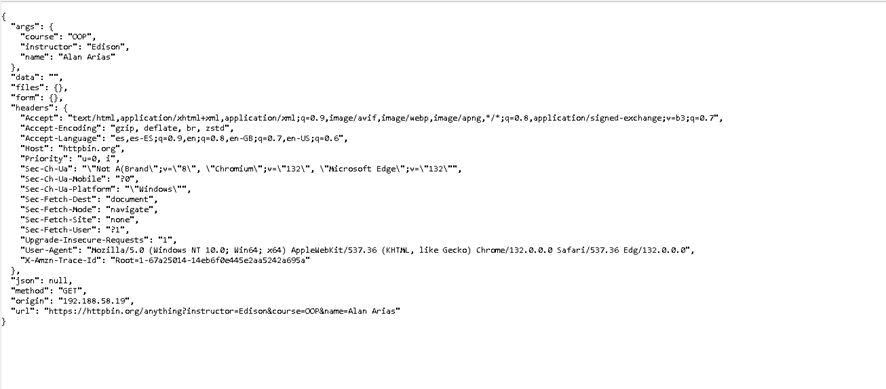 {
  "args": {
    "course": "OOP",
    "instructor": "Edison",
    "name": "Alan Arias"
  },
  "data": "",
  "files": {},
  "form": {},
  "headers": {
    "Accept": "text/html,application/xhtml+xml,application/xml;q=0.9,image/avif,image/webp,image/apng,*/*;q=0.8,application/signed-exchange;v=b3;q=0.7",
    "Accept-Encoding": "gzip, deflate, br, zstd",
    "Accept-Language": "es,es-ES;q=0.9,en;q=0.8,en-GB;q=0.7,en-US;q=0.6",
    "Host": "httpbin.org",
    "Priority": "u=0, i",
    "Sec-Ch-Ua": "\"Not A(Brand\";v=\"8\", \"Chromium\";v=\"132\", \"Microsoft Edge\";v=\"132\"",
    "Sec-Ch-Ua-Mobile": "?0",
    "Sec-Ch-Ua-Platform": "\"Windows\"",
    "Sec-Fetch-Dest": "document",
    "Sec-Fetch-Mode": "navigate",
    "Sec-Fetch-Site": "none",
    "Sec-Fetch-User": "?1",
    "Upgrade-Insecure-Requests": "1",
    "User-Agent": "Mozilla/5.0 (Windows NT 10.0; Win64; x64) AppleWebKit/537.36 (KHTML, like Gecko) Chrome/132.0.0.0 Safari/537.36 Edg/132.0.0.0",
    "X-Amzn-Trace-Id": "Root=1-67a25014-14eb6f0e445e2aa5242a695a"
  },
  "json": null,
  "method": "GET",
  "origin": "192.188.58.19",
  "url": "https://httpbin.org/anything?instructor=Edison&course=OOP&name=Alan Arias"
}